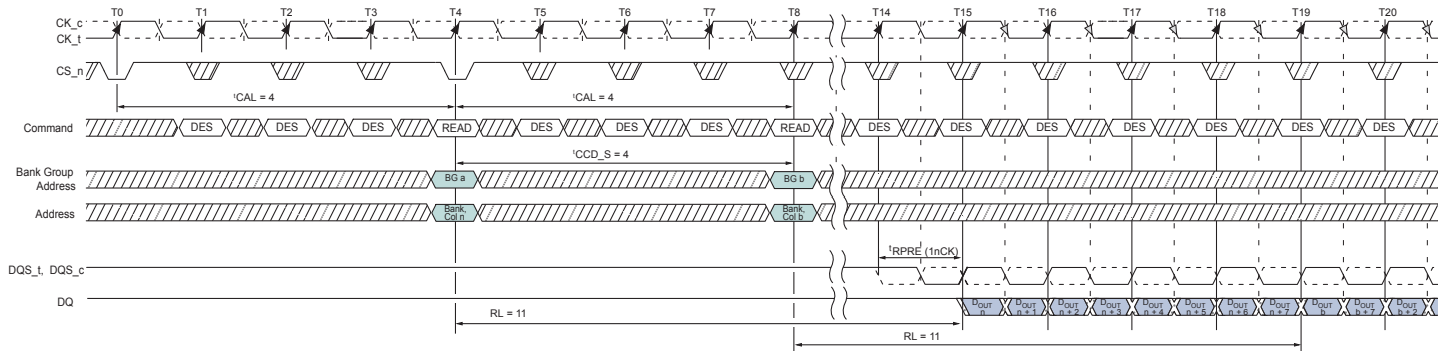 T0 T1 T2 T3 T4 T5 T6 T7 T8 T14 T15 T16 T17 T18 T19 T20
CK_c
CK_t
CS_n
tCAL = 4 tCAL = 4
Command DES DES DES READ DES DES DES READ DES DES DES DES DES DES DES
tCCD_S = 4
Bank Group
Address
BG a BG b
Address
Bank,
Col n
Bank,
Col b
tRPRE (1nCK)
DQS_t, DQS_c
DQ
DOUT
n
DOUT
n + 1
DOUT
n + 2
DOUT
n + 3
DOUT
n + 4
DOUT
n + 5
DOUT
n + 6
DOUT
n + 7
DOUT
b
DOUT
b + 7
DOUT
b + 2
RL = 11
RL = 11